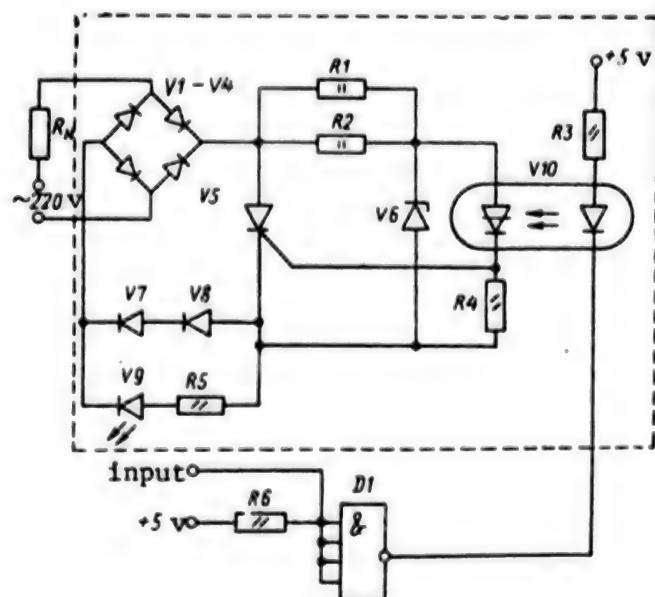 +5 v
R1
V1-V4
R2
R3
RN
V10
V5
V6
~220 V
R4
V7
V8
V9
R5
input
D1
R6
+5 v
&